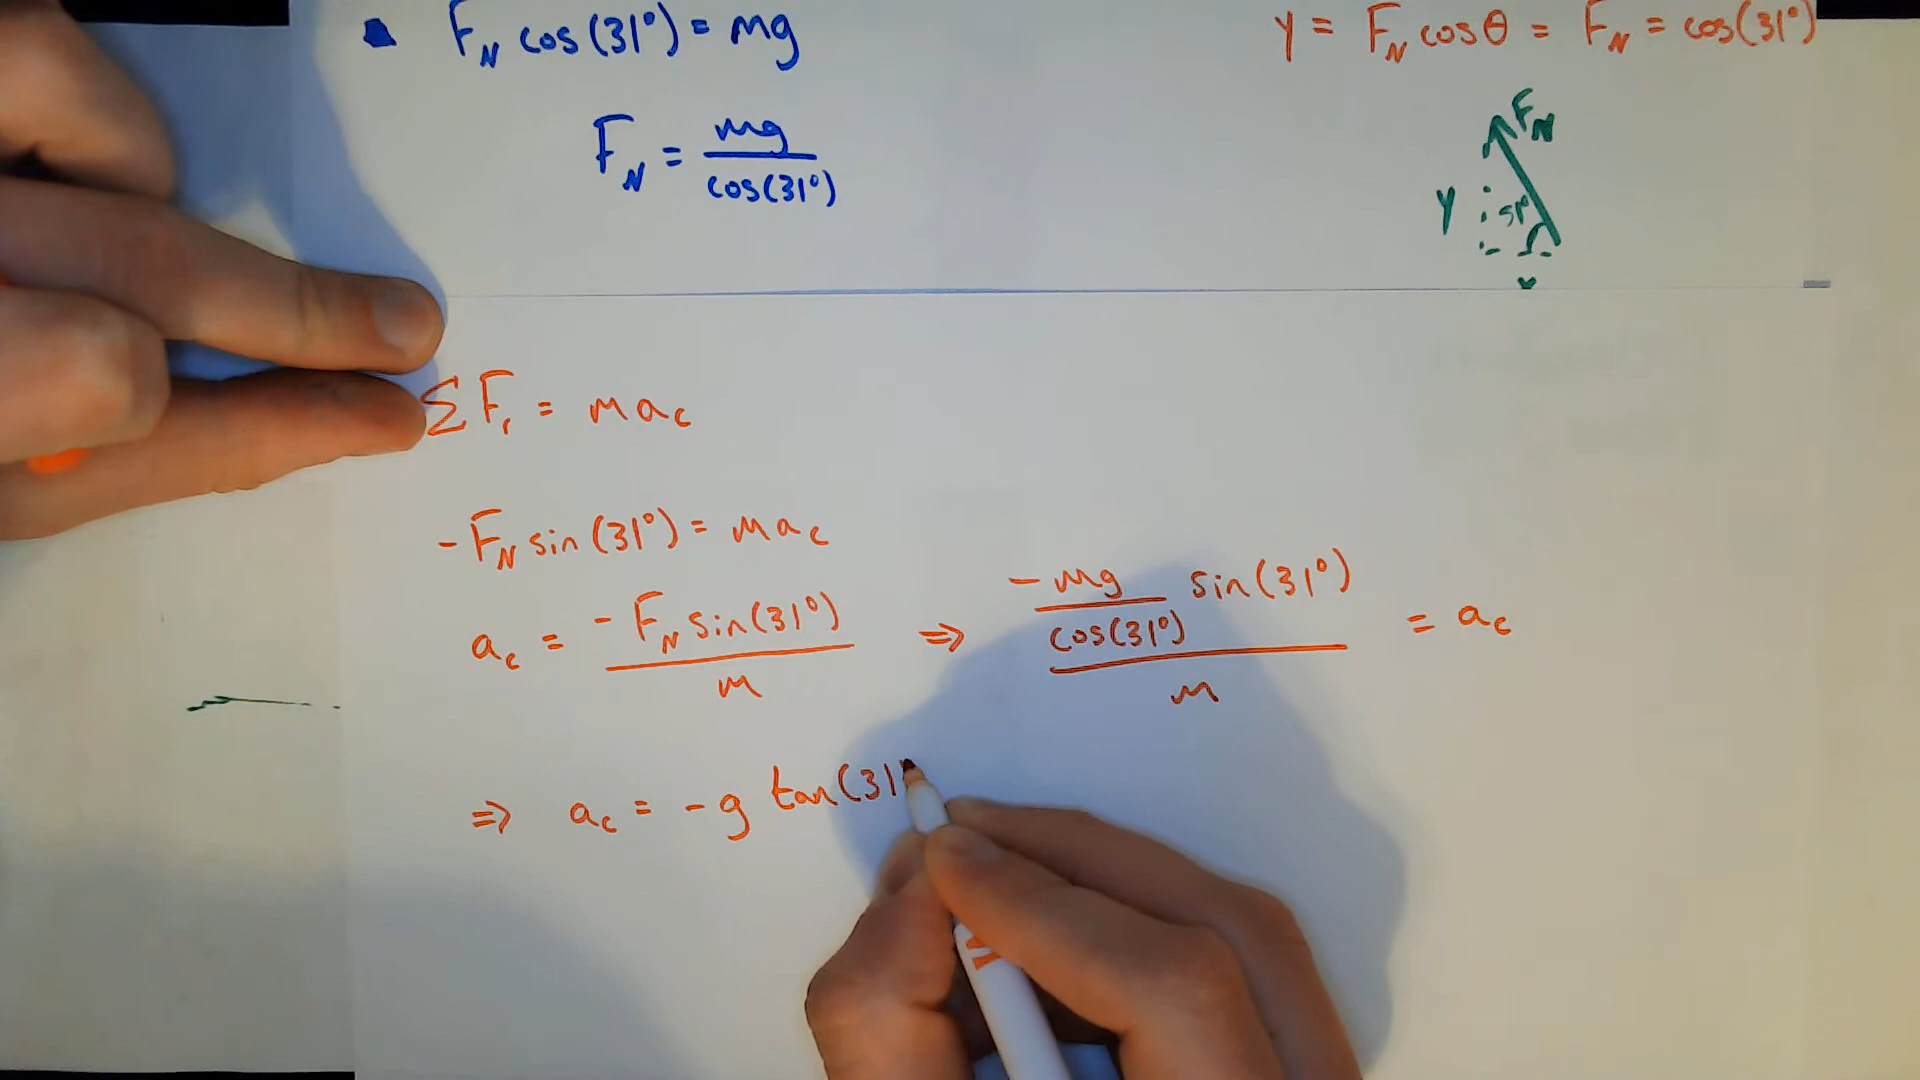 F_N cos(31°) = mg
y = F_N cosθ = F_N = cos(31°)
F_N = mg / cos(31°)
F_N
y
ΣF_r = ma_c
-F_N sin(31°) = ma_c
a_c = -F_N sin(31°) / m ⇒ -mg / cos(31°) sin(31°) / m = a_c
⇒ a_c = -g tan(31